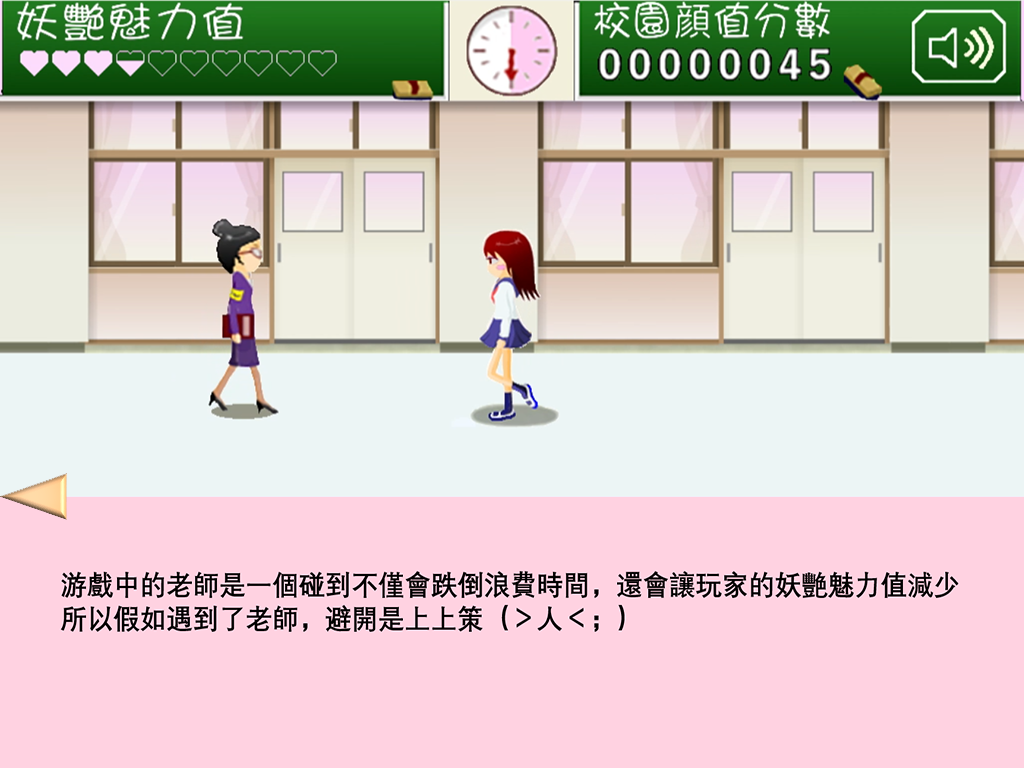 妖艷魅力值
校園顏值分數
00000045
游戲中的老師是一個碰到不僅會跌倒浪費時間，還會讓玩家的妖艷魅力值減少
所以假如遇到了老師，避開是上上策（＞人＜；）